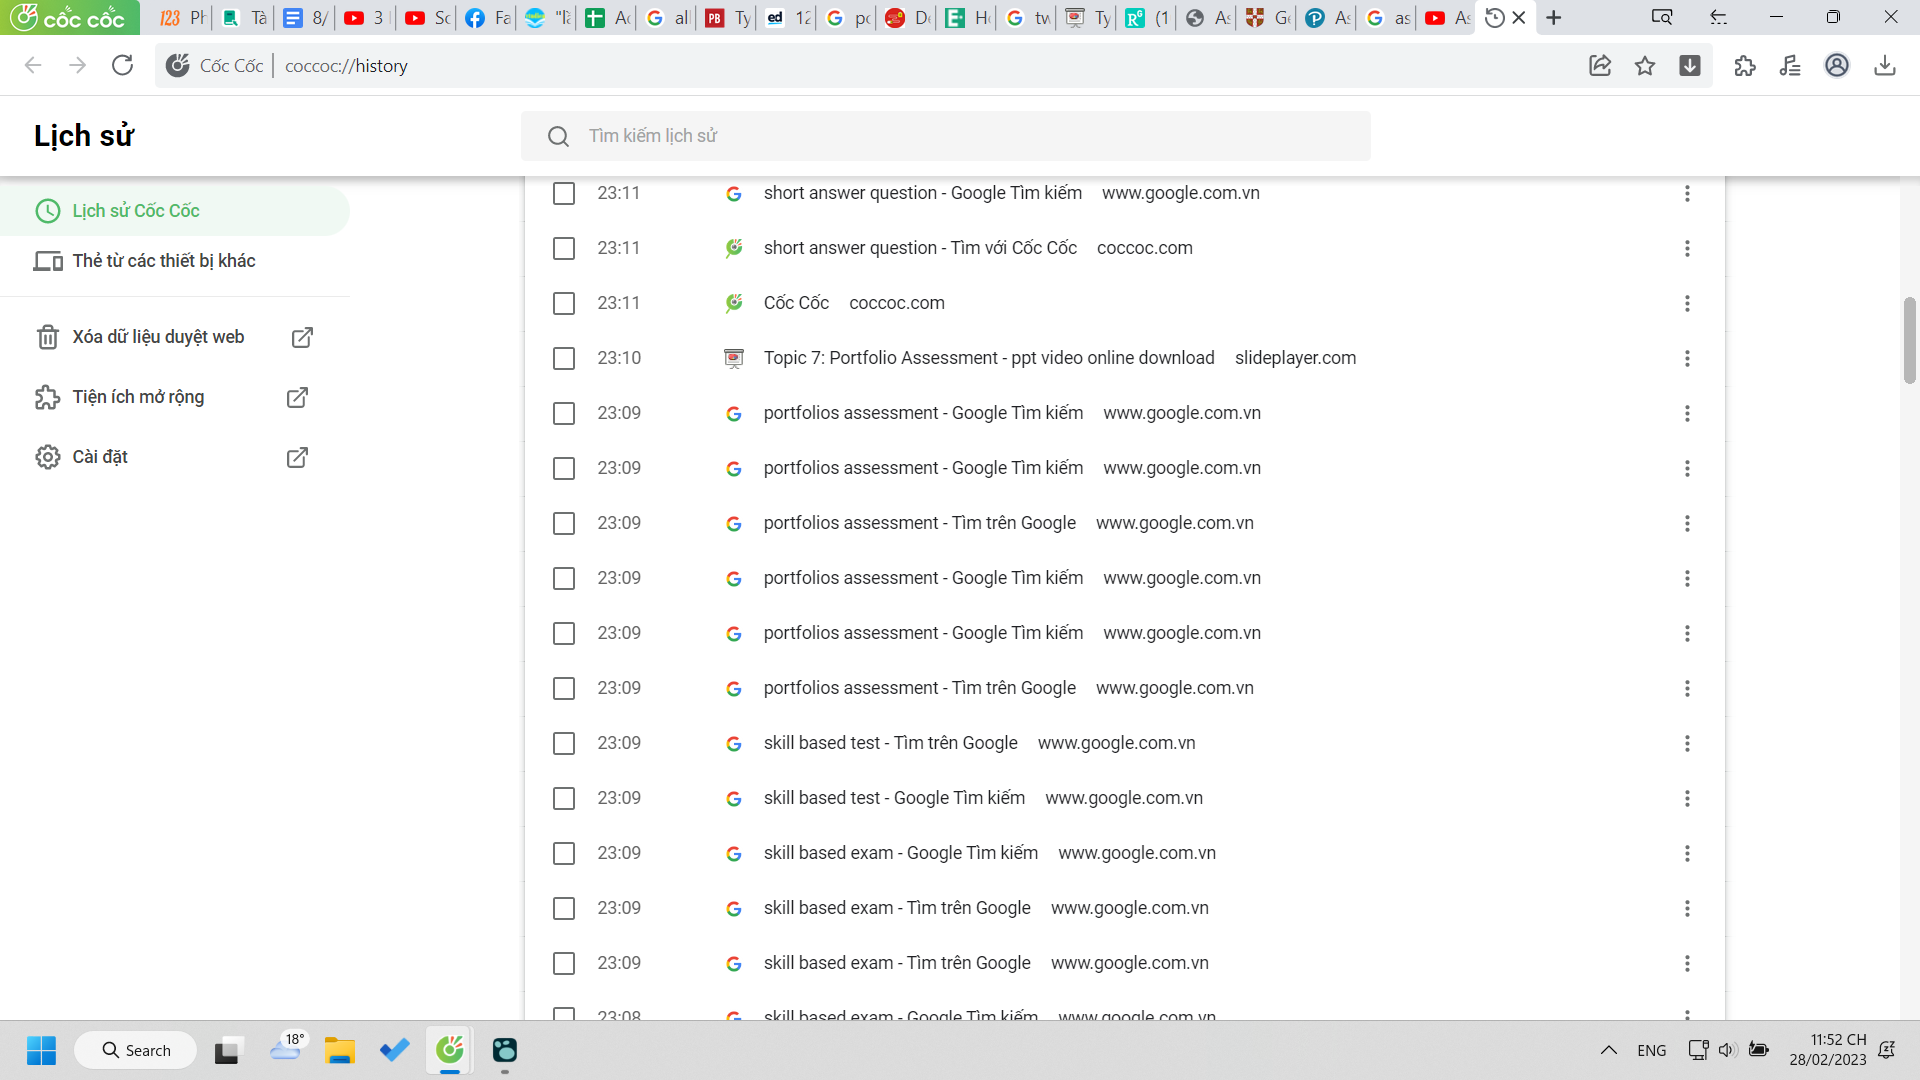 cốc cốc
123 Ph
Tà
8/
3
Sc
Fa
"là
Ac
al
PB Ty
ed 12
pc
De
Ho
tw
Ty
RG (1
As
Ge
As
as
As
Cốc Cốc coccoc://history
Lịch sử
Tìm kiếm lịch sử
Lịch sử Cốc Cốc
Thẻ từ các thiết bị khác
Xóa dữ liệu duyệt web
Tiện ích mở rộng
Cài đặt
23:11 short answer question - Google Tìm kiếm www.google.com.vn
23:11 short answer question - Tìm với Cốc Cốc coccoc.com
23:11 Cốc Cốc coccoc.com
23:10 Topic 7: Portfolio Assessment - ppt video online download slideplayer.com
23:09 portfolios assessment - Google Tìm kiếm www.google.com.vn
23:09 portfolios assessment - Google Tìm kiếm www.google.com.vn
23:09 portfolios assessment - Tìm trên Google www.google.com.vn
23:09 portfolios assessment - Google Tìm kiếm www.google.com.vn
23:09 portfolios assessment - Google Tìm kiếm www.google.com.vn
23:09 portfolios assessment - Tìm trên Google www.google.com.vn
23:09 skill based test - Tìm trên Google www.google.com.vn
23:09 skill based test - Google Tìm kiếm www.google.com.vn
23:09 skill based exam - Google Tìm kiếm www.google.com.vn
23:09 skill based exam - Tìm trên Google www.google.com.vn
23:09 skill based exam - Tìm trên Google www.google.com.vn
23:08 skill based exam - Google Tìm kiếm www.google.com.vn
Search
18°
ENG
11:52 CH
28/02/2023